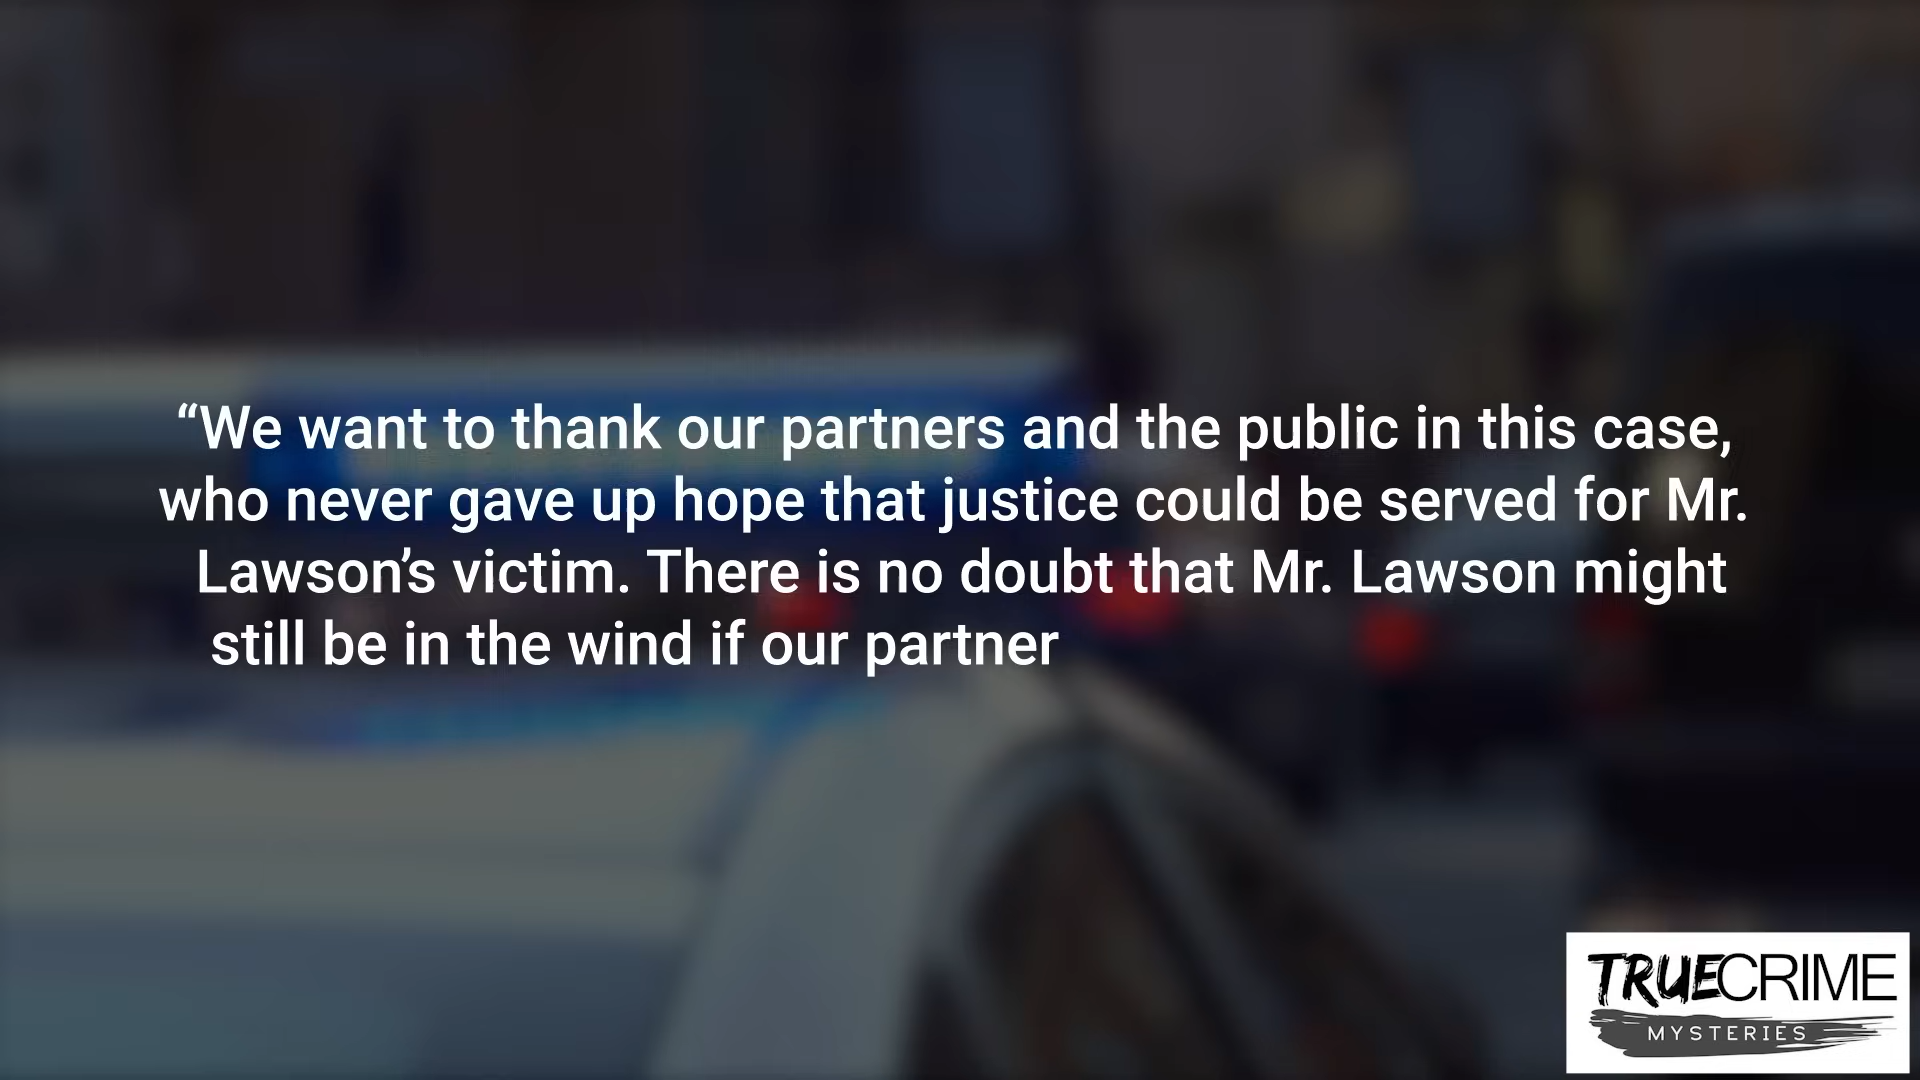 “We want to thank our partners and the public in this case,
who never gave up hope that justice could be served for Mr.
Lawson’s victim. There is no doubt that Mr. Lawson might
still be in the wind if our partner
TRUECRIME
MYSTERIES